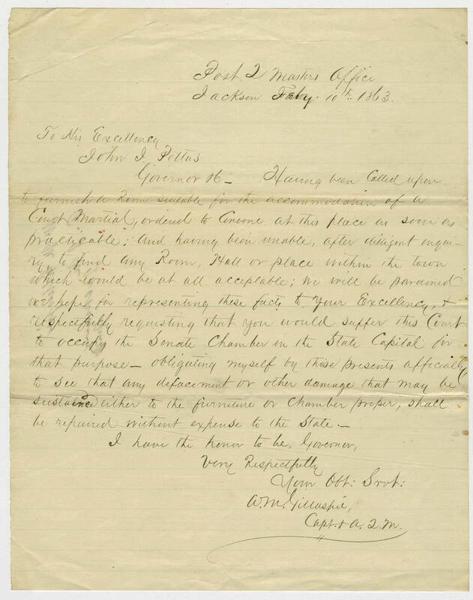 Post Q Masters Office
Jackson Feby 10th 1863.
To His Excellency
John J Pettus
Governor &c – Having been Called upon
to furnish a Room suitable for the accommodation of a
Court Martial, ordered to Convene at this place as soon as
practicable; And having been unable, after diligent inqui-
ry to find any Room, Hall or place within the town
which would be at all acceptable; we will be pardoned
we hope for representing these facts to Your Excellency, &
respectfully requesting that you would suffer this Court
to occupy the Senate Chamber in the State Capital for
that purpose – obligating myself by these presents officially
to see that any defacement or other damage that may be
sustained either to the furniture or Chamber proper, shall
be repaired without expense to the State –
I have the honor to be, Governor,
Very Respectfully
Your Obt: Srvt:
A. M. Gillespie,
Capt. & A. Q. M.